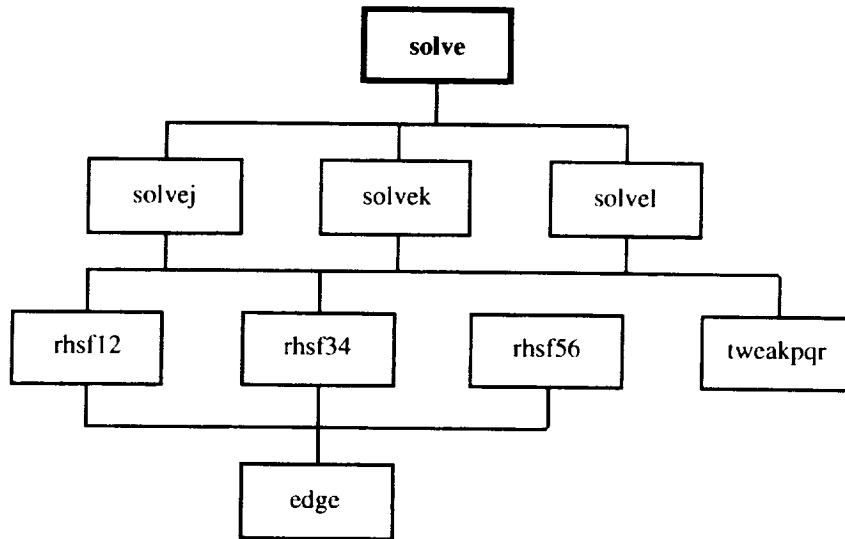 solve
solvej
solvek
solvel
rhsf12
rhsf34
rhsf56
tweakpqr
edge